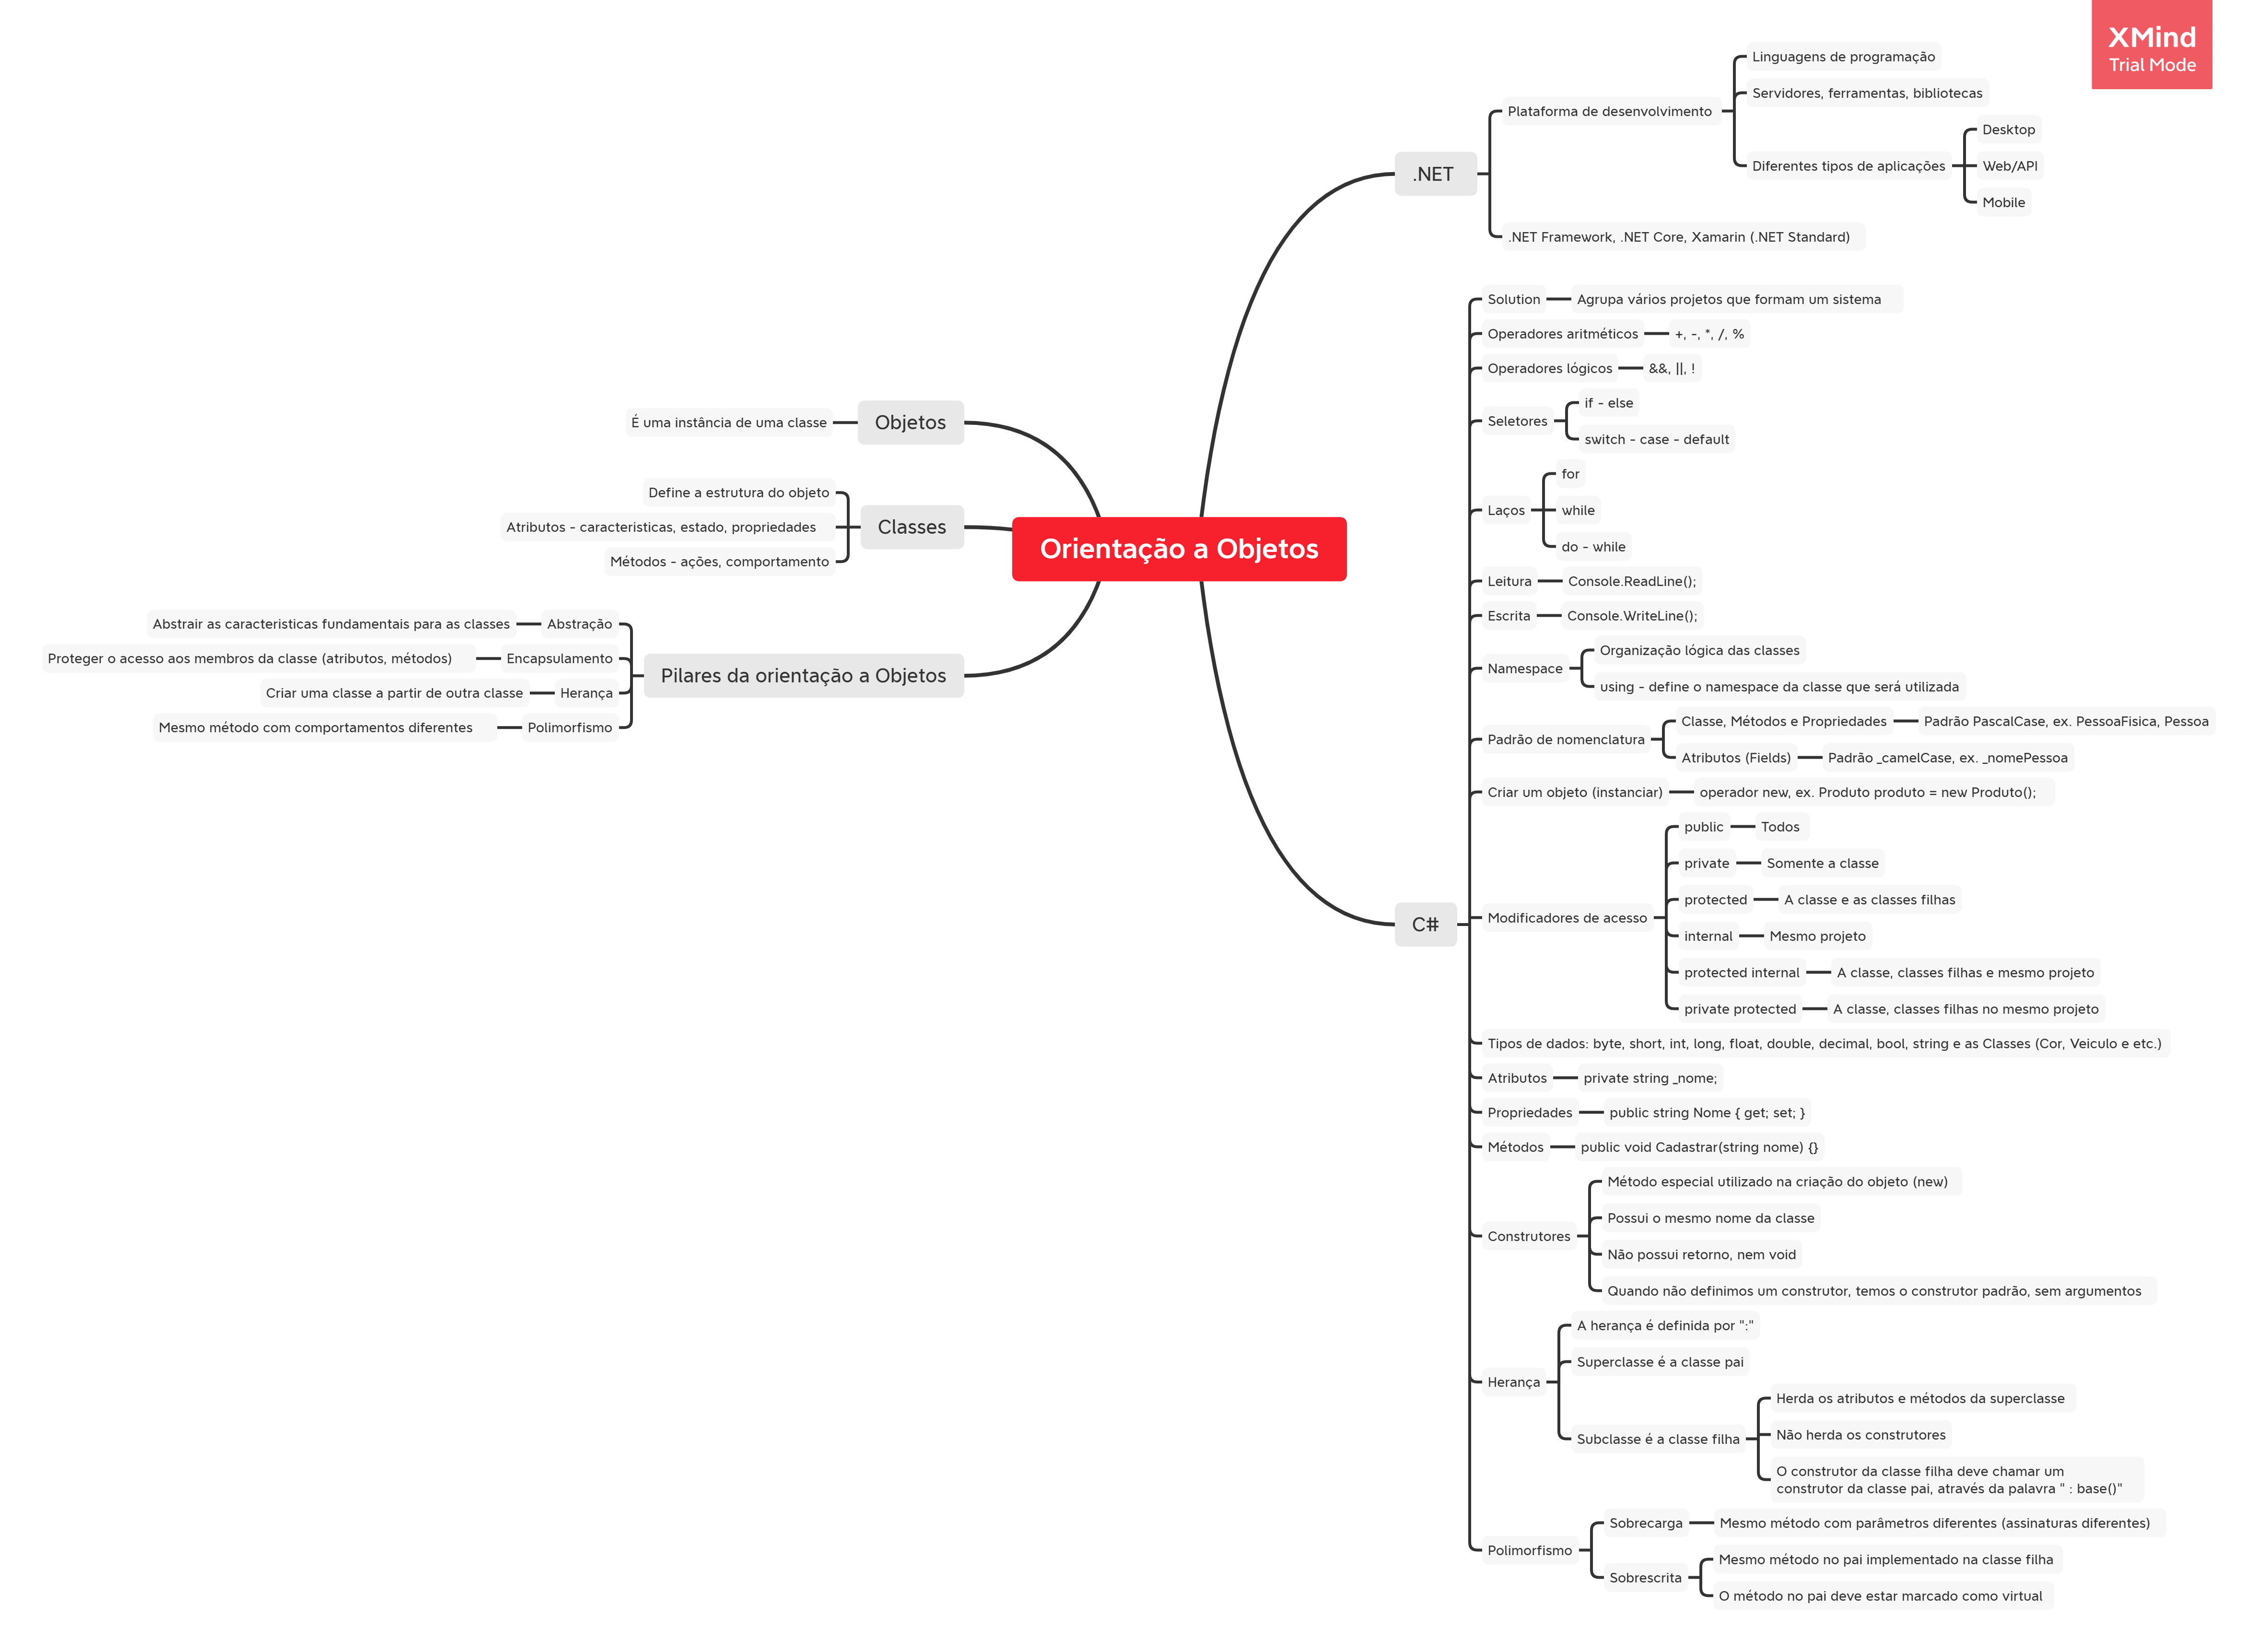 XMind
Trial Mode
Orientação a Objetos
.NET
Plataforma de desenvolvimento
Linguagens de programação
Servidores, ferramentas, bibliotecas
Diferentes tipos de aplicações
Desktop
Web/API
Mobile
.NET Framework, .NET Core, Xamarin (.NET Standard)
C#
Solution
Agrupa vários projetos que formam um sistema
Operadores aritméticos
+, -, *, /, %
Operadores lógicos
&&, ||, !
Seletores
if - else
switch - case - default
Laços
for
while
do - while
Leitura
Console.ReadLine();
Escrita
Console.WriteLine();
Namespace
Organização lógica das classes
using - define o namespace da classe que será utilizada
Padrão de nomenclatura
Classe, Métodos e Propriedades
Padrão PascalCase, ex. PessoaFisica, Pessoa
Atributos (Fields)
Padrão _camelCase, ex. _nomePessoa
Criar um objeto (instanciar)
operador new, ex. Produto produto = new Produto();
Modificadores de acesso
public
Todos
private
Somente a classe
protected
A classe e as classes filhas
internal
Mesmo projeto
protected internal
A classe, classes filhas e mesmo projeto
private protected
A classe, classes filhas no mesmo projeto
Tipos de dados: byte, short, int, long, float, double, decimal, bool, string e as Classes (Cor, Veiculo e etc.)
Atributos
private string _nome;
Propriedades
public string Nome { get; set; }
Métodos
public void Cadastrar(string nome) {}
Construtores
Método especial utilizado na criação do objeto (new)
Possui o mesmo nome da classe
Não possui retorno, nem void
Quando não definimos um construtor, temos o construtor padrão, sem argumentos
Herança
A herança é definida por ":"
Superclasse é a classe pai
Subclasse é a classe filha
Herda os atributos e métodos da superclasse
Não herda os construtores
O construtor da classe filha deve chamar um
construtor da classe pai, através da palavra " : base()"
Polimorfismo
Sobrecarga
Mesmo método com parâmetros diferentes (assinaturas diferentes)
Sobrescrita
Mesmo método no pai implementado na classe filha
O método no pai deve estar marcado como virtual
Objetos
É uma instância de uma classe
Classes
Define a estrutura do objeto
Atributos - caracteristicas, estado, propriedades
Métodos - ações, comportamento
Pilares da orientação a Objetos
Abstração
Abstrair as caracteristicas fundamentais para as classes
Encapsulamento
Proteger o acesso aos membros da classe (atributos, métodos)
Herança
Criar uma classe a partir de outra classe
Polimorfismo
Mesmo método com comportamentos diferentes